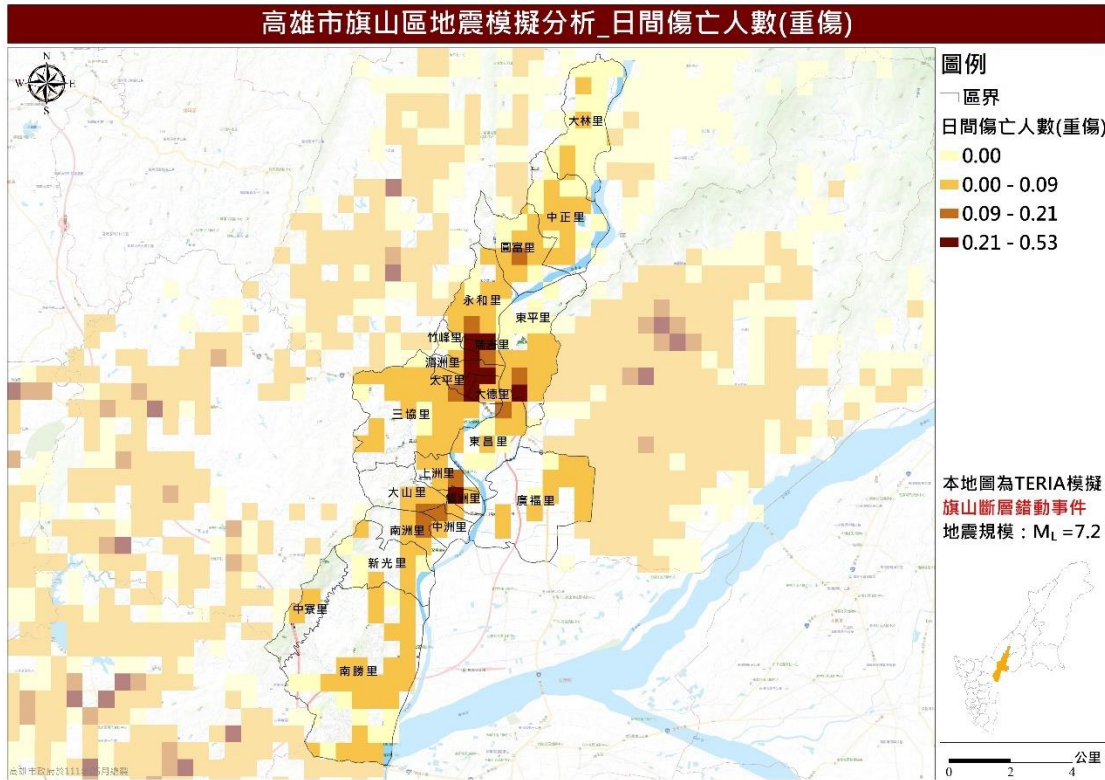 高雄市旗山區地震模擬分析_日間傷亡人數(重傷)
N
W
E
S
圖例
區界
日間傷亡人數(重傷)
0.00
0.00 - 0.09
0.09 - 0.21
0.21 - 0.53
大林里
中正里
圓富里
永和里
東平里
竹峰里
湄洲里
太平里
大德里
三協里
東昌里
上洲里
大山里
廣福里
中洲里
南洲里
新光里
中寮里
南勝里
本地圖為TERIA模擬
旗山斷層錯動事件
地震規模：ML =7.2
公里
0 2 4